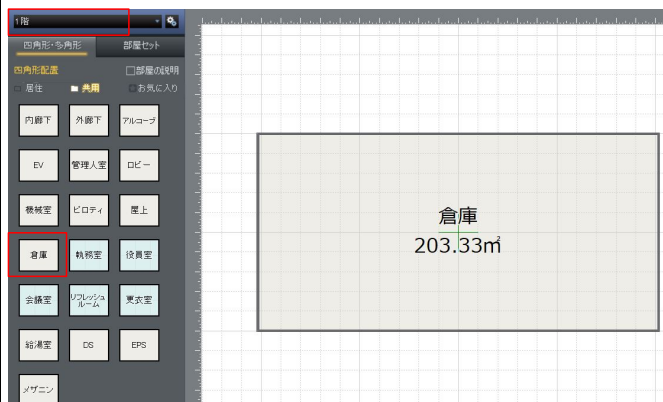 1階
四角形・多角形 部屋セット
四角形配置 部屋の説明
居住 共用 お気に入り
内廊下 外廊下 アルコーブ
EV 管理人室 ロビー
機械室 ピロティ 屋上
倉庫 執務室 役員室
会議室 リフレッシュルーム 更衣室
給湯室 DS EPS
メザニン
倉庫
203.33㎡